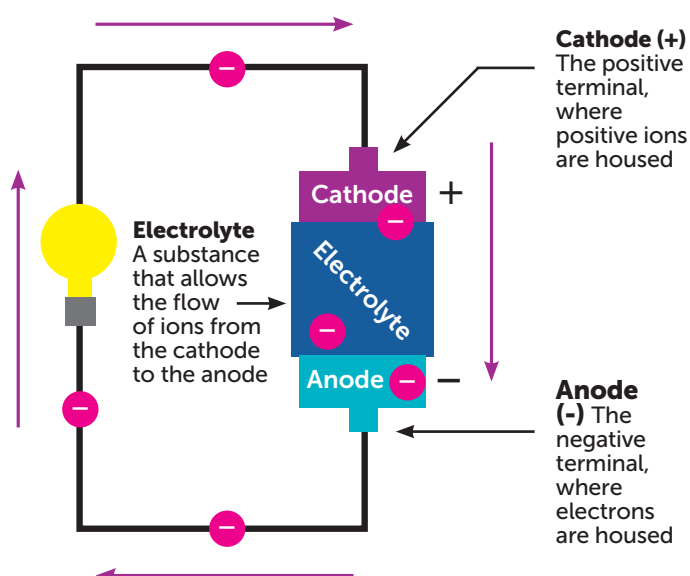 Cathode (+)
The positive
terminal,
where
positive ions
are housed
Cathode +
Electrolyte
A substance
that allows
the flow
of ions from
the cathode
to the anode
Electrolyte
Anode −
Anode
(-) The
negative
terminal,
where
electrons
are housed
−
−
−
−
−
−